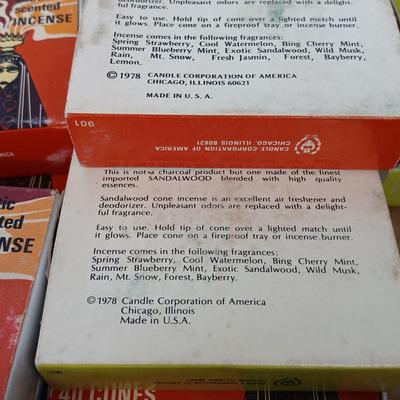 scented
INCENSE
deodorizer. Unpleasant odors are replaced with a delight-
ful fragrance.
Easy to use. Hold tip of cone over a lighted match until
it glows. Place cone on a fireproof tray or incense burner.
Incense comes in the following fragrances:
Spring Strawberry, Cool Watermelon, Bing Cherry Mint,
Summer Blueberry Mint, Exotic Sandalwood, Wild Musk,
Rain, Mt. Snow, Fresh Jasmin, Forest, Bayberry,
Lemon.
© 1978 CANDLE CORPORATION OF AMERICA
CHICAGO, ILLINOIS 60621
MADE IN U. S. A.
901
CANDLE CORPORATION OF AMERICA
CHICAGO, ILLINOIS 60621
This is not a charcoal product but one made of the finest
imported SANDALWOOD blended with high quality
essences.
Sandalwood cone incense is an excellent air freshener and
deodorizer. Unpleasant odors are replaced with a delight-
ful fragrance.
Easy to use. Hold tip of cone over a lighted match until
it glows. Place cone on a fireproof tray or incense burner.
Incense comes in the following fragrances:
Spring Strawberry, Cool Watermelon, Bing Cherry Mint,
Summer Blueberry Mint, Exotic Sandalwood, Wild Musk,
Rain, Mt. Snow, Forest, Bayberry.
© 1978 Candle Corporation of America
Chicago, Illinois
Made in U.S.A.
40 CONES